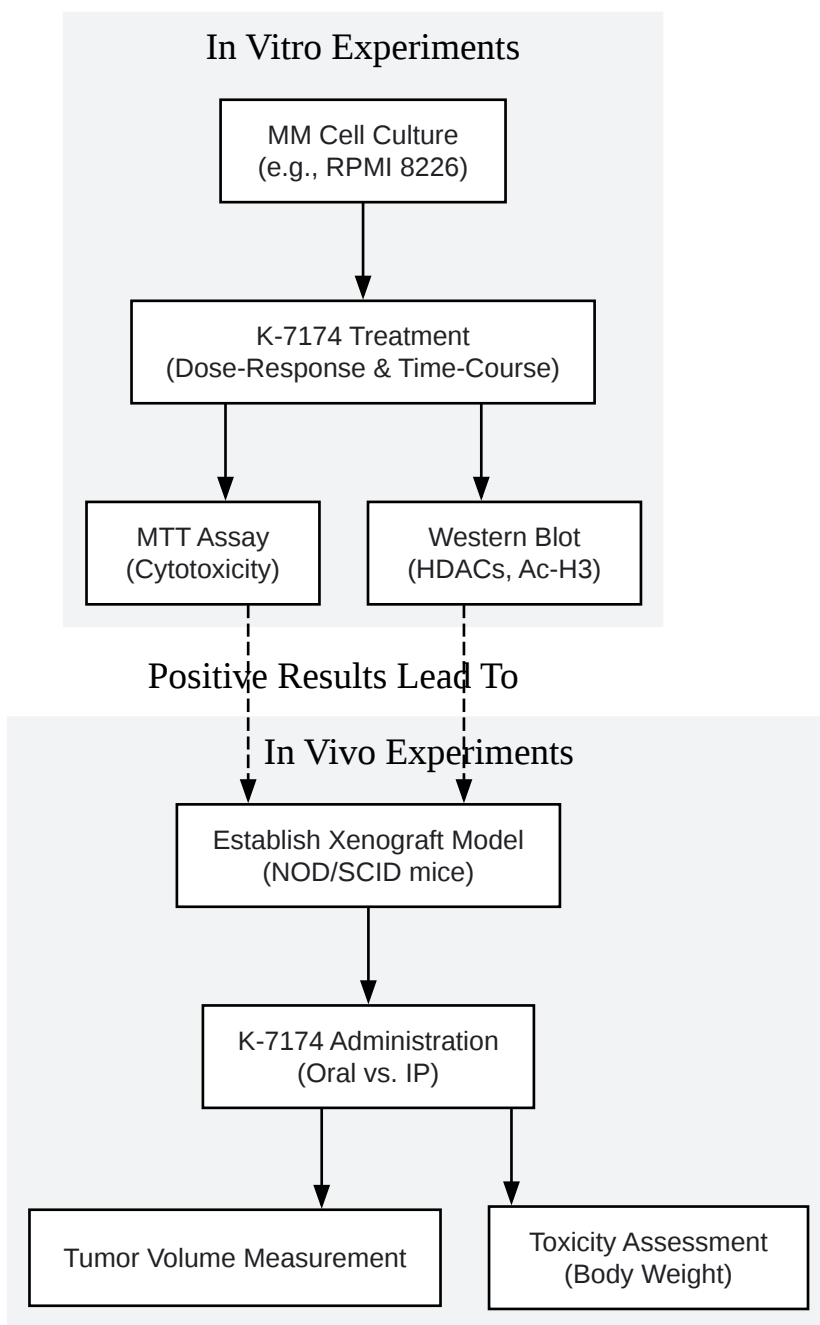 In Vitro Experiments
MM Cell Culture
(e.g., RPMI 8226)
K-7174 Treatment
(Dose-Response & Time-Course)
MTT Assay
(Cytotoxicity)
Western Blot
(HDACs, Ac-H3)
Positive Results Lead To
In Vivo Experiments
Establish Xenograft Model
(NOD/SCID mice)
K-7174 Administration
(Oral vs. IP)
Tumor Volume Measurement
Toxicity Assessment
(Body Weight)